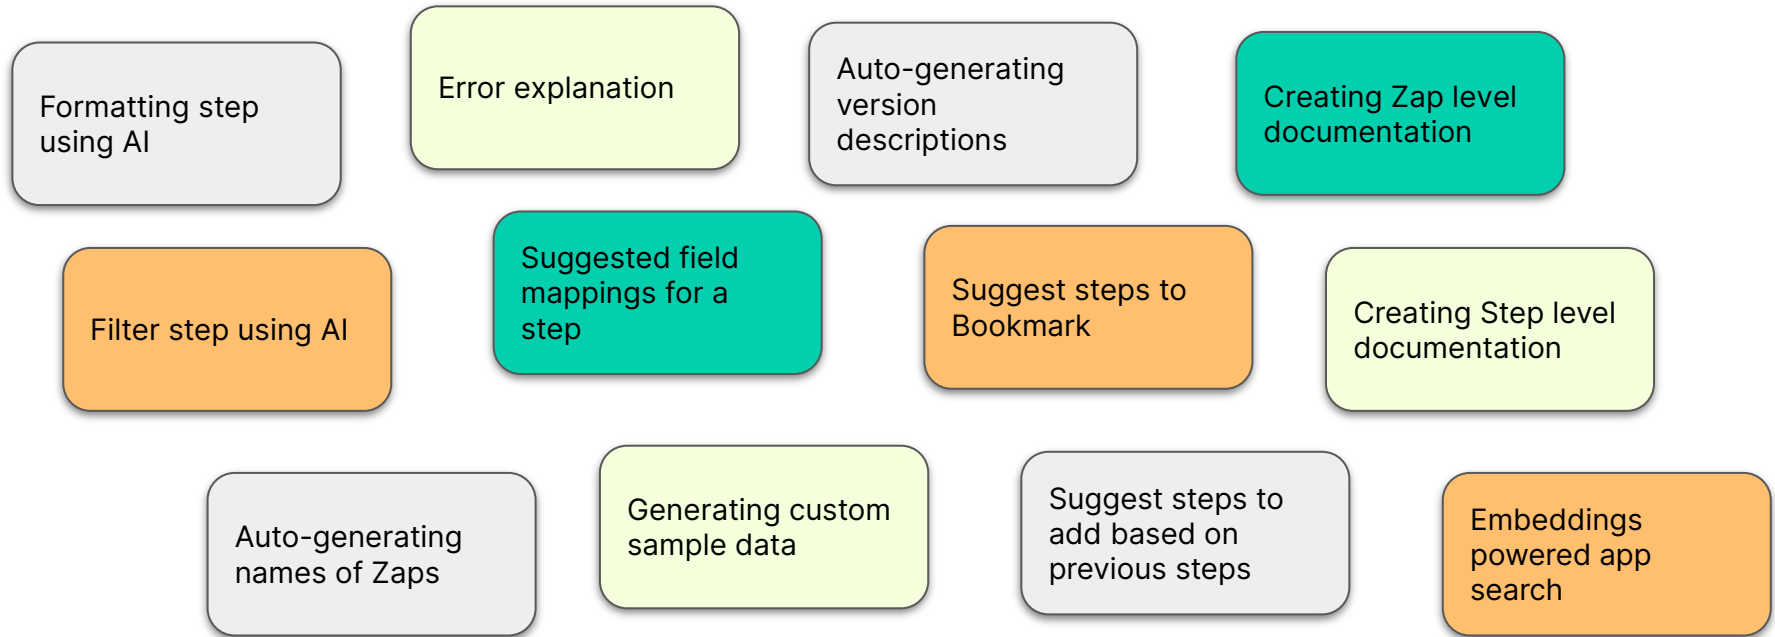 Formatting step
using AI
Error explanation
Auto-generating
version
descriptions
Creating Zap level
documentation
Filter step using AI
Suggested field
mappings for a
step
Suggest steps to
Bookmark
Creating Step level
documentation
Auto-generating
names of Zaps
Generating custom
sample data
Suggest steps to
add based on
previous steps
Embeddings
powered app
search